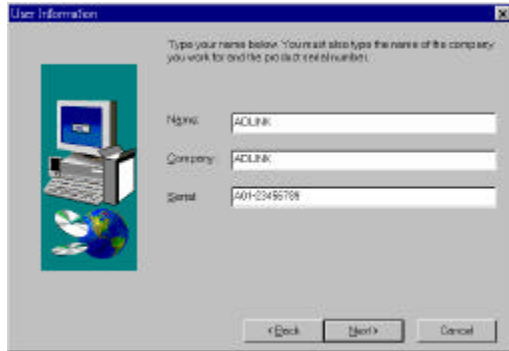 User Information
Type your name below. You must also type the name of the company
you work for and the product serial number.
Name:
ADLINK
Company:
ADLINK
Serial:
A01-23456789
< Back
Next >
Cancel